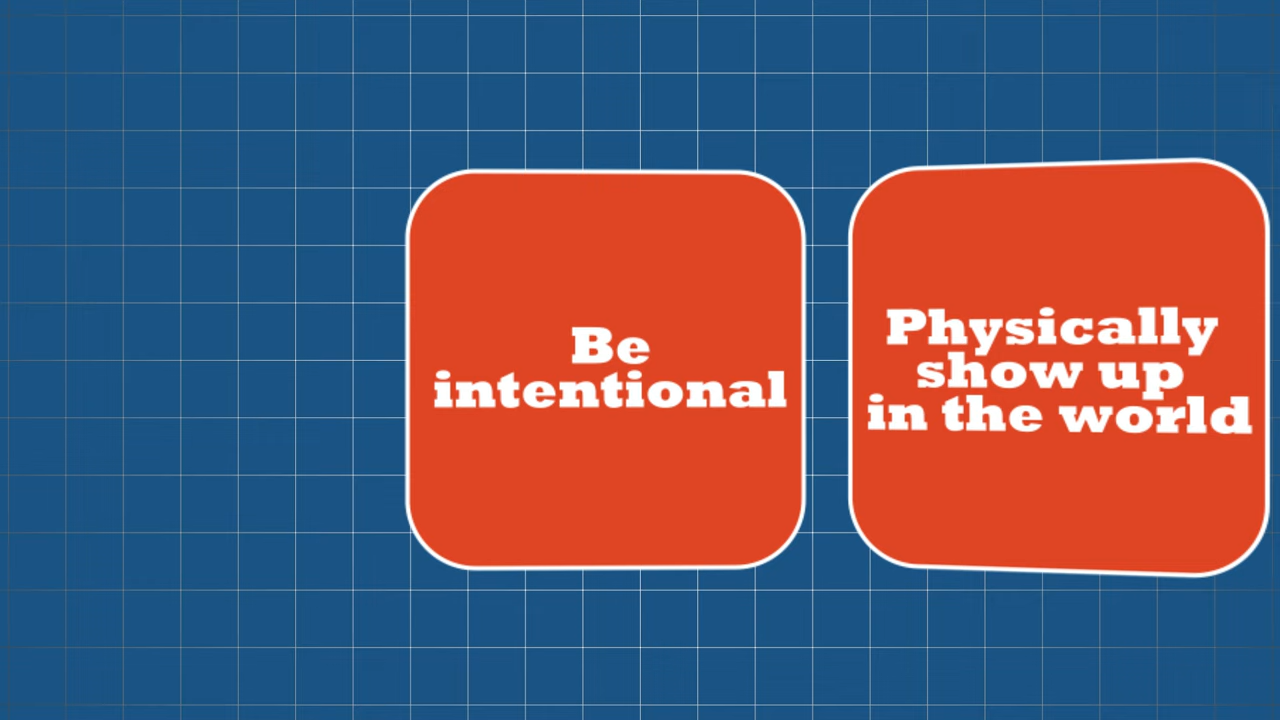 Be
intentional
Physically
show up
in the world